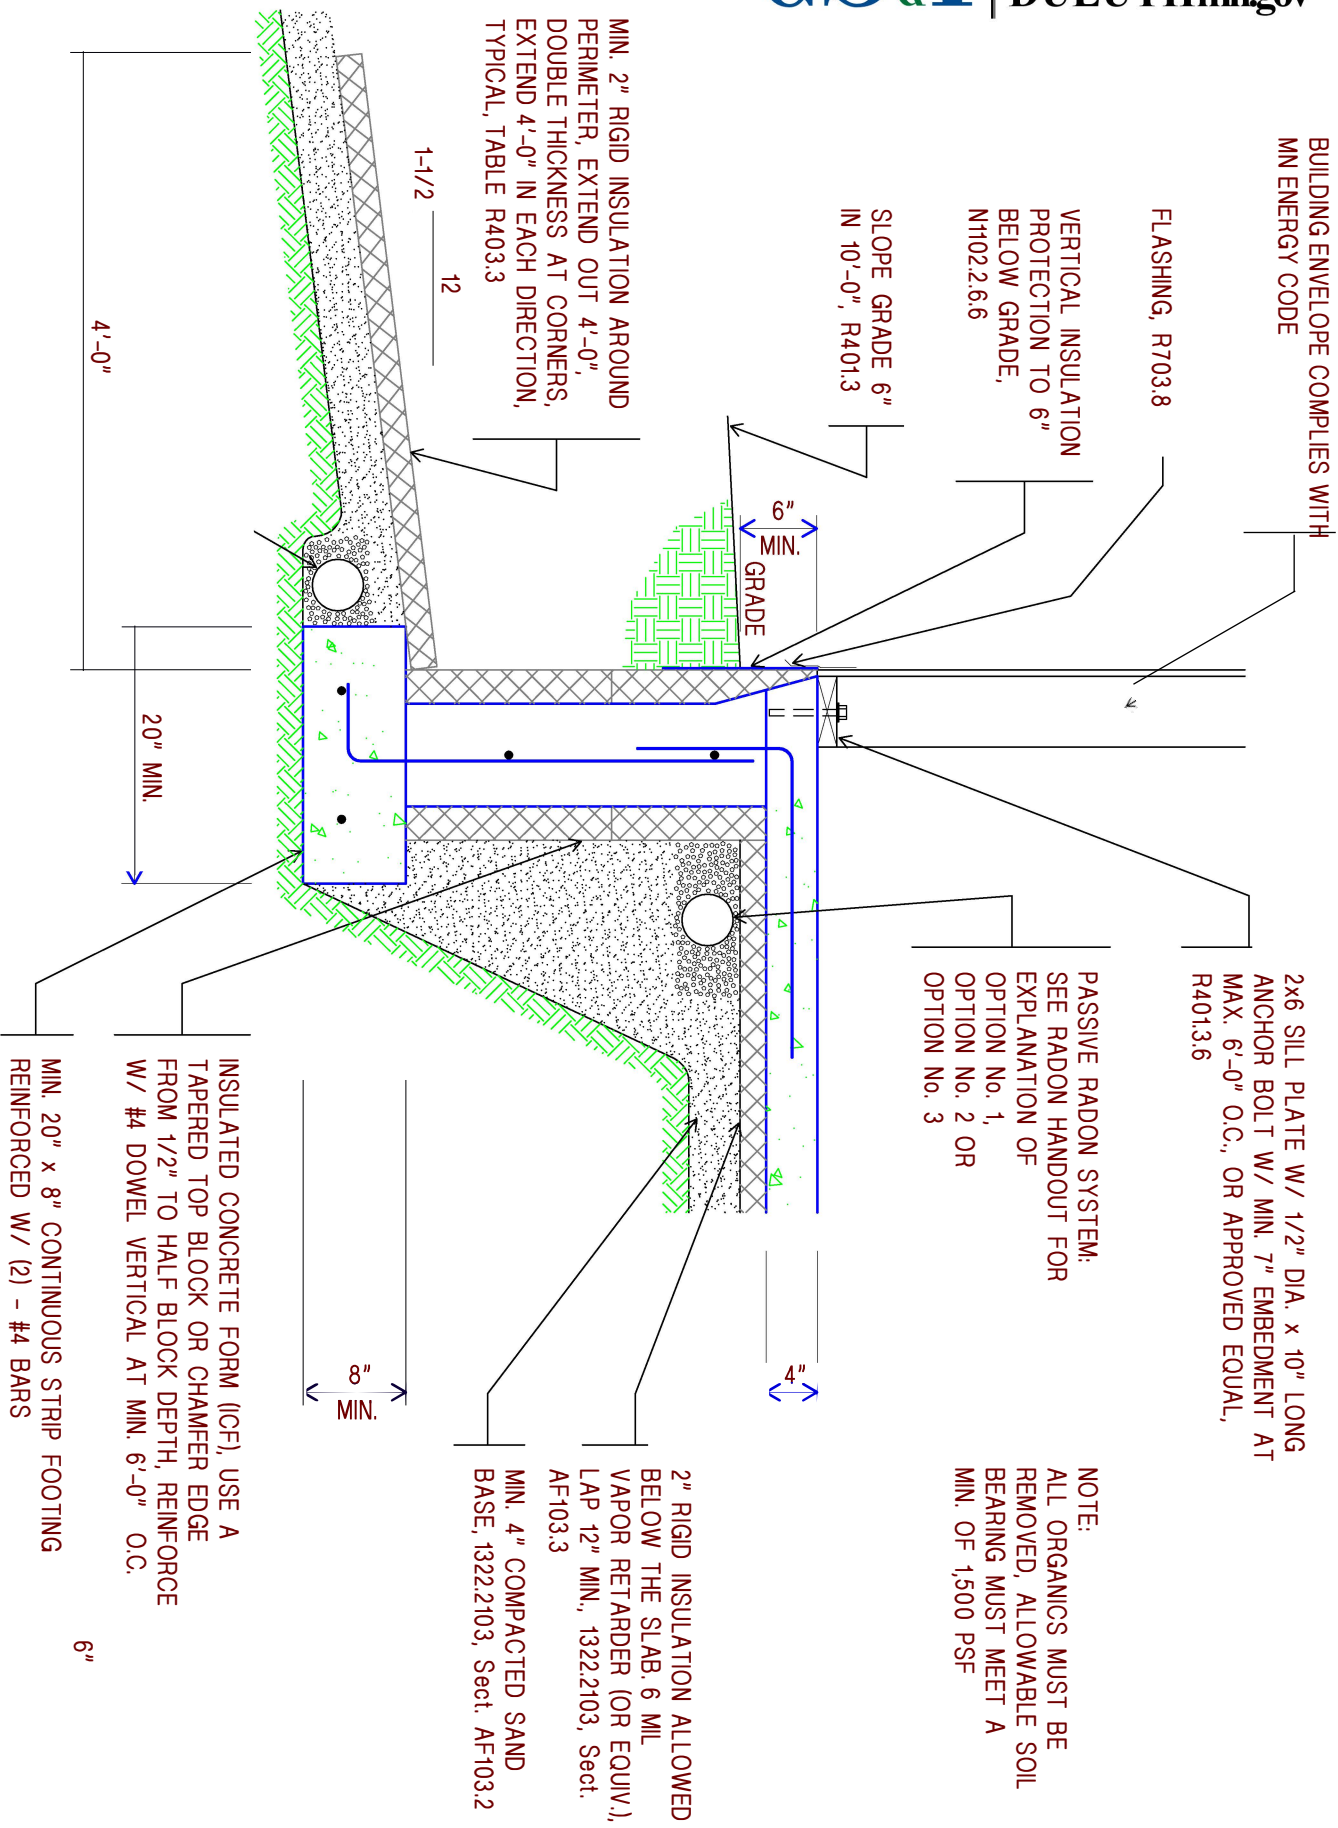 DULUTHmn.gov
BUILDING ENVELOPE COMPLIES WITH
MN ENERGY CODE
FLASHING, R703.8
VERTICAL INSULATION
PROTECTION TO 6"
BELOW GRADE,
N1102.2.6.6
SLOPE GRADE 6"
IN 10'-0", R401.3
MIN. 2" RIGID INSULATION AROUND
PERIMETER, EXTEND OUT 4'-0",
DOUBLE THICKNESS AT CORNERS,
EXTEND 4'-0" IN EACH DIRECTION,
TYPICAL, TABLE R403.3
12
1-1/2
4'-0"
6"
MIN.
GRADE
20" MIN.
2x6 SILL PLATE W/ 1/2" DIA. x 10" LONG
ANCHOR BOLT W/ MIN. 7" EMBEDMENT AT
MAX. 6'-0" O.C., OR APPROVED EQUAL,
R401.3.6
PASSIVE RADON SYSTEM:
SEE RADON HANDOUT FOR
EXPLANATION OF
OPTION No. 1,
OPTION No. 2 OR
OPTION No. 3
4"
8"
MIN.
NOTE:
ALL ORGANICS MUST BE
REMOVED, ALLOWABLE SOIL
BEARING MUST MEET A
MIN. OF 1,500 PSF
2" RIGID INSULATION ALLOWED
BELOW THE SLAB. 6 MIL
VAPOR RETARDER (OR EQUIV.),
LAP 12" MIN., 1322.2103, Sect.
AF103.3
MIN. 4" COMPACTED SAND
BASE, 1322.2103, Sect. AF103.2
INSULATED CONCRETE FORM (ICF), USE A
TAPERED TOP BLOCK OR CHAMFER EDGE
FROM 1/2" TO HALF BLOCK DEPTH, REINFORCE
W/ #4 DOWEL VERTICAL AT MIN. 6'-0" O.C.
MIN. 20" x 8" CONTINUOUS STRIP FOOTING
REINFORCED W/ (2) - #4 BARS
6"